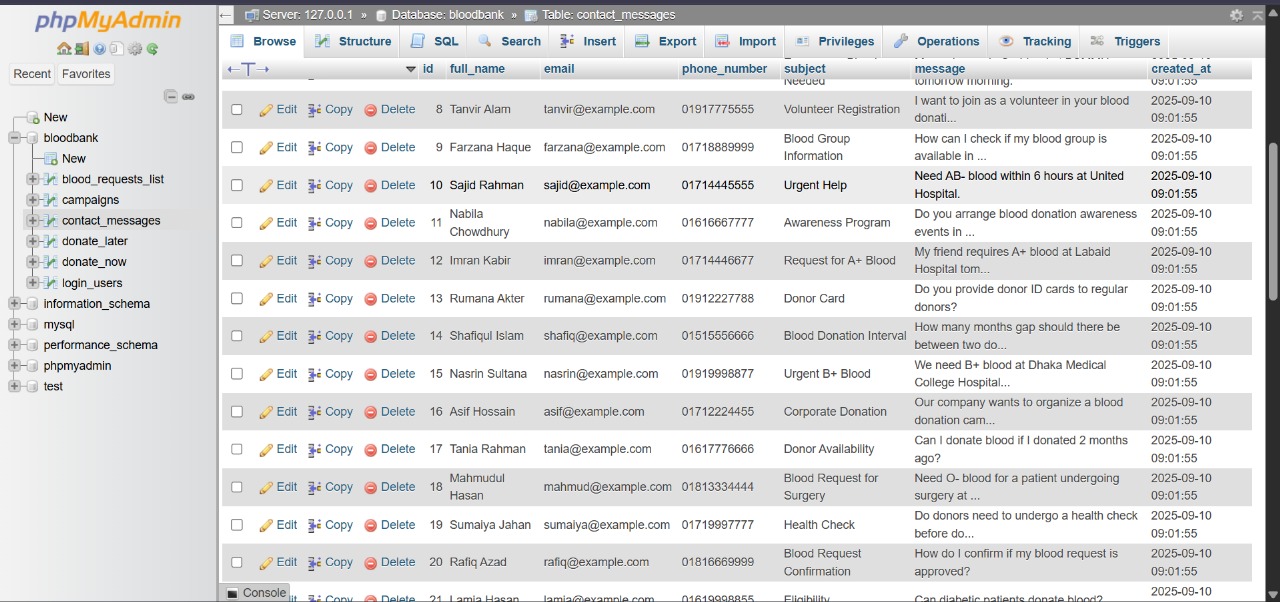 phpMyAdmin
Server: 127.0.0.1 » Database: bloodbank » Table: contact_messages
Browse Structure SQL Search Insert Export Import Privileges Operations Tracking Triggers
Recent Favorites
New
bloodbank
New
blood_requests_list
campaigns
contact_messages
donate_later
donate_now
login_users
information_schema
mysql
performance_schema
phpmyadmin
test
←T→ id full_name email phone_number subject message created_at
Needed tomorrow morning. 09:01:55
Edit Copy Delete 8 Tanvir Alam tanvir@example.com 01917775555 Volunteer Registration I want to join as a volunteer in your blood 2025-09-10
donati... 09:01:55
Edit Copy Delete 9 Farzana Haque farzana@example.com 01718889999 Blood Group How can I check if my blood group is 2025-09-10
Information available in ... 09:01:55
Edit Copy Delete 10 Sajid Rahman sajid@example.com 01714445555 Urgent Help Need AB- blood within 6 hours at United 2025-09-10
Hospital. 09:01:55
Edit Copy Delete 11 Nabila nabila@example.com 01616667777 Awareness Program Do you arrange blood donation awareness 2025-09-10
Chowdhury events in ... 09:01:55
Edit Copy Delete 12 Imran Kabir imran@example.com 01714446677 Request for A+ Blood My friend requires A+ blood at Labaid 2025-09-10
Hospital tom... 09:01:55
Edit Copy Delete 13 Rumana Akter rumana@example.com 01912227788 Donor Card Do you provide donor ID cards to regular 2025-09-10
donors? 09:01:55
Edit Copy Delete 14 Shafiqul Islam shafiq@example.com 01515556666 Blood Donation Interval How many months gap should there be 2025-09-10
between two do... 09:01:55
Edit Copy Delete 15 Nasrin Sultana nasrin@example.com 01919998877 Urgent B+ Blood We need B+ blood at Dhaka Medical 2025-09-10
College Hospital... 09:01:55
Edit Copy Delete 16 Asif Hossain asif@example.com 01712224455 Corporate Donation Our company wants to organize a blood 2025-09-10
donation cam... 09:01:55
Edit Copy Delete 17 Tania Rahman tania@example.com 01617776666 Donor Availability Can I donate blood if I donated 2 months 2025-09-10
ago? 09:01:55
Edit Copy Delete 18 Mahmudul mahmud@example.com 01813334444 Blood Request for Need O- blood for a patient undergoing 2025-09-10
Hasan Surgery surgery at ... 09:01:55
Edit Copy Delete 19 Sumaiya Jahan sumaiya@example.com 01719997777 Health Check Do donors need to undergo a health check 2025-09-10
before do... 09:01:55
Edit Copy Delete 20 Rafiq Azad rafiq@example.com 01816669999 Blood Request How do I confirm if my blood request is 2025-09-10
Confirmation approved? 09:01:55
Console Copy Delete 21 Lamia Hasan lamia@example.com 01619998855 Eligibility Can diabetic patients donate blood? 2025-09-10